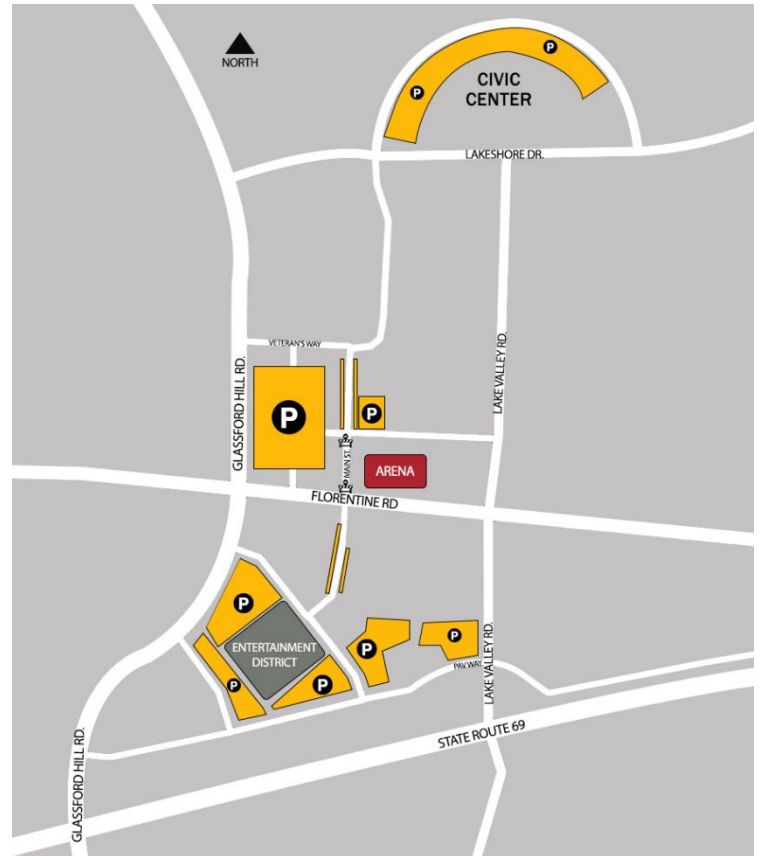 NORTH
P
P
CIVIC
CENTER
LAKESHORE DR.
VETERAN'S WAY
GLASSFORD HILL RD.
LAKE VALLEY RD.
P
P
MAIN ST.
ARENA
FLORENTINE RD
P
ENTERTAINMENT
DISTRICT
P
P
P
P
PAV WAY
LAKE VALLEY RD.
STATE ROUTE 69
GLASSFORD HILL RD.